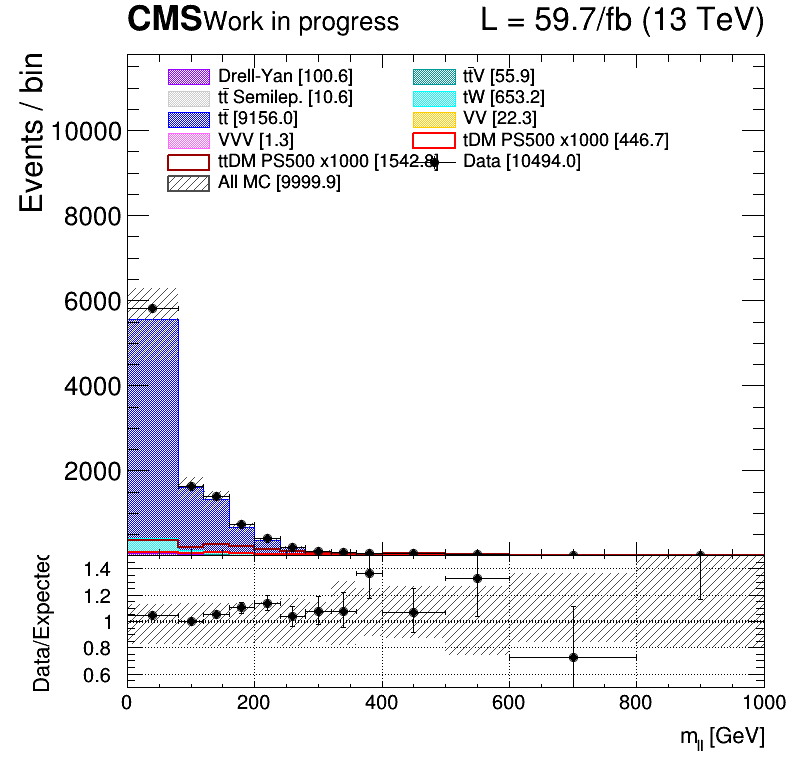 CMS Work in progress L = 59.7/fb (13 TeV)
Events / bin
Drell-Yan [100.6]
tt̄V [55.9]
tt̄ Semilep. [10.6]
tW [653.2]
tt̄ [9156.0]
VV [22.3]
VVV [1.3]
tDM PS500 x1000 [446.7]
ttDM PS500 x1000 [1542.8]
Data [10494.0]
All MC [9999.9]
10000
8000
6000
4000
2000
Data/Expected
1.4
1.2
1
0.8
0.6
0 200 400 600 800 1000
m_ll [GeV]